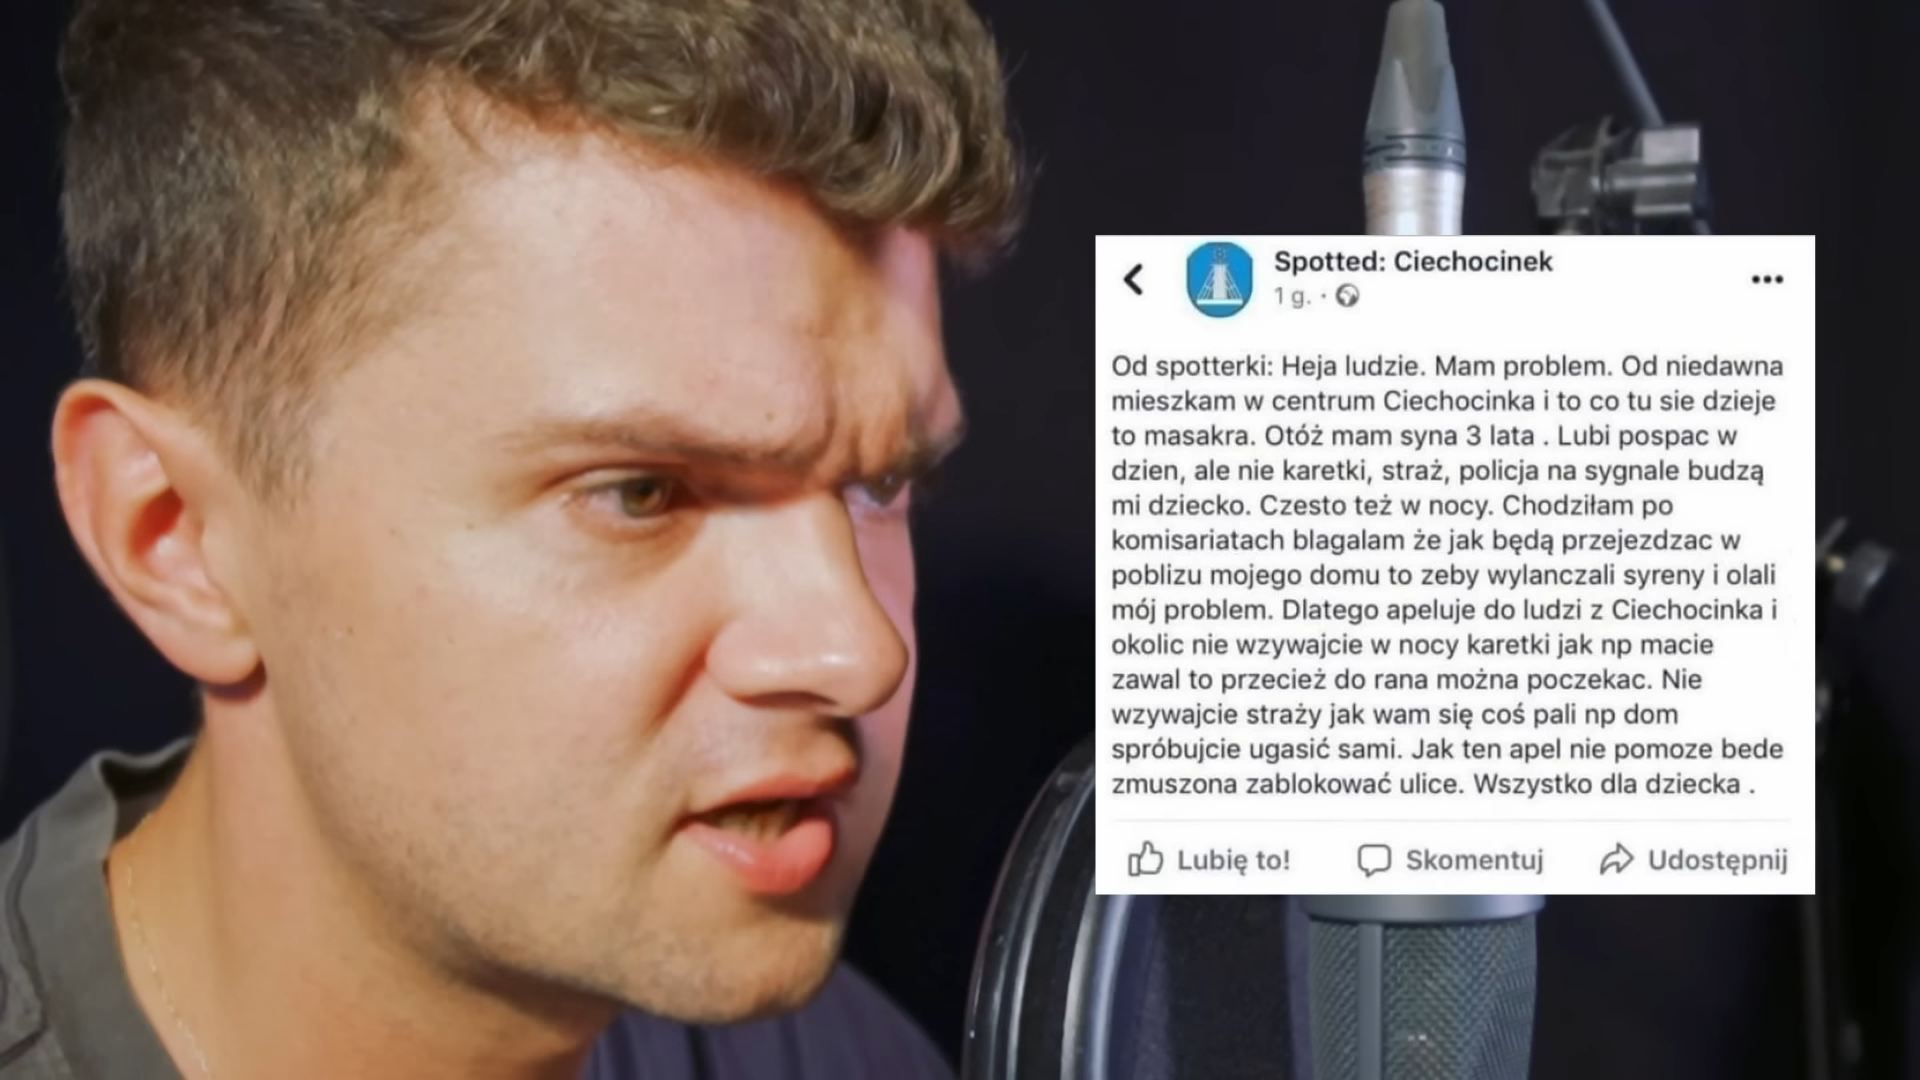 Spotted: Ciechocinek
1 g. ·
Od spotterki: Heja ludzie. Mam problem. Od niedawna
mieszkam w centrum Ciechocinka i to co tu sie dzieje
to masakra. Otóż mam syna 3 lata . Lubi pospac w
dzien, ale nie karetki, straż, policja na sygnale budzą
mi dziecko. Czesto też w nocy. Chodziłam po
komisariatach blagalam że jak będą przejezdzac w
poblizu mojego domu to zeby wylanczali syreny i olali
mój problem. Dlatego apeluje do ludzi z Ciechocinka i
okolic nie wzywajcie w nocy karetki jak np macie
zawal to przecież do rana można poczekac. Nie
wzywajcie straży jak wam się coś pali np dom
spróbujcie ugasić sami. Jak ten apel nie pomoze bede
zmuszona zablokować ulice. Wszystko dla dziecka .
Lubię to! Skomentuj Udostępnij